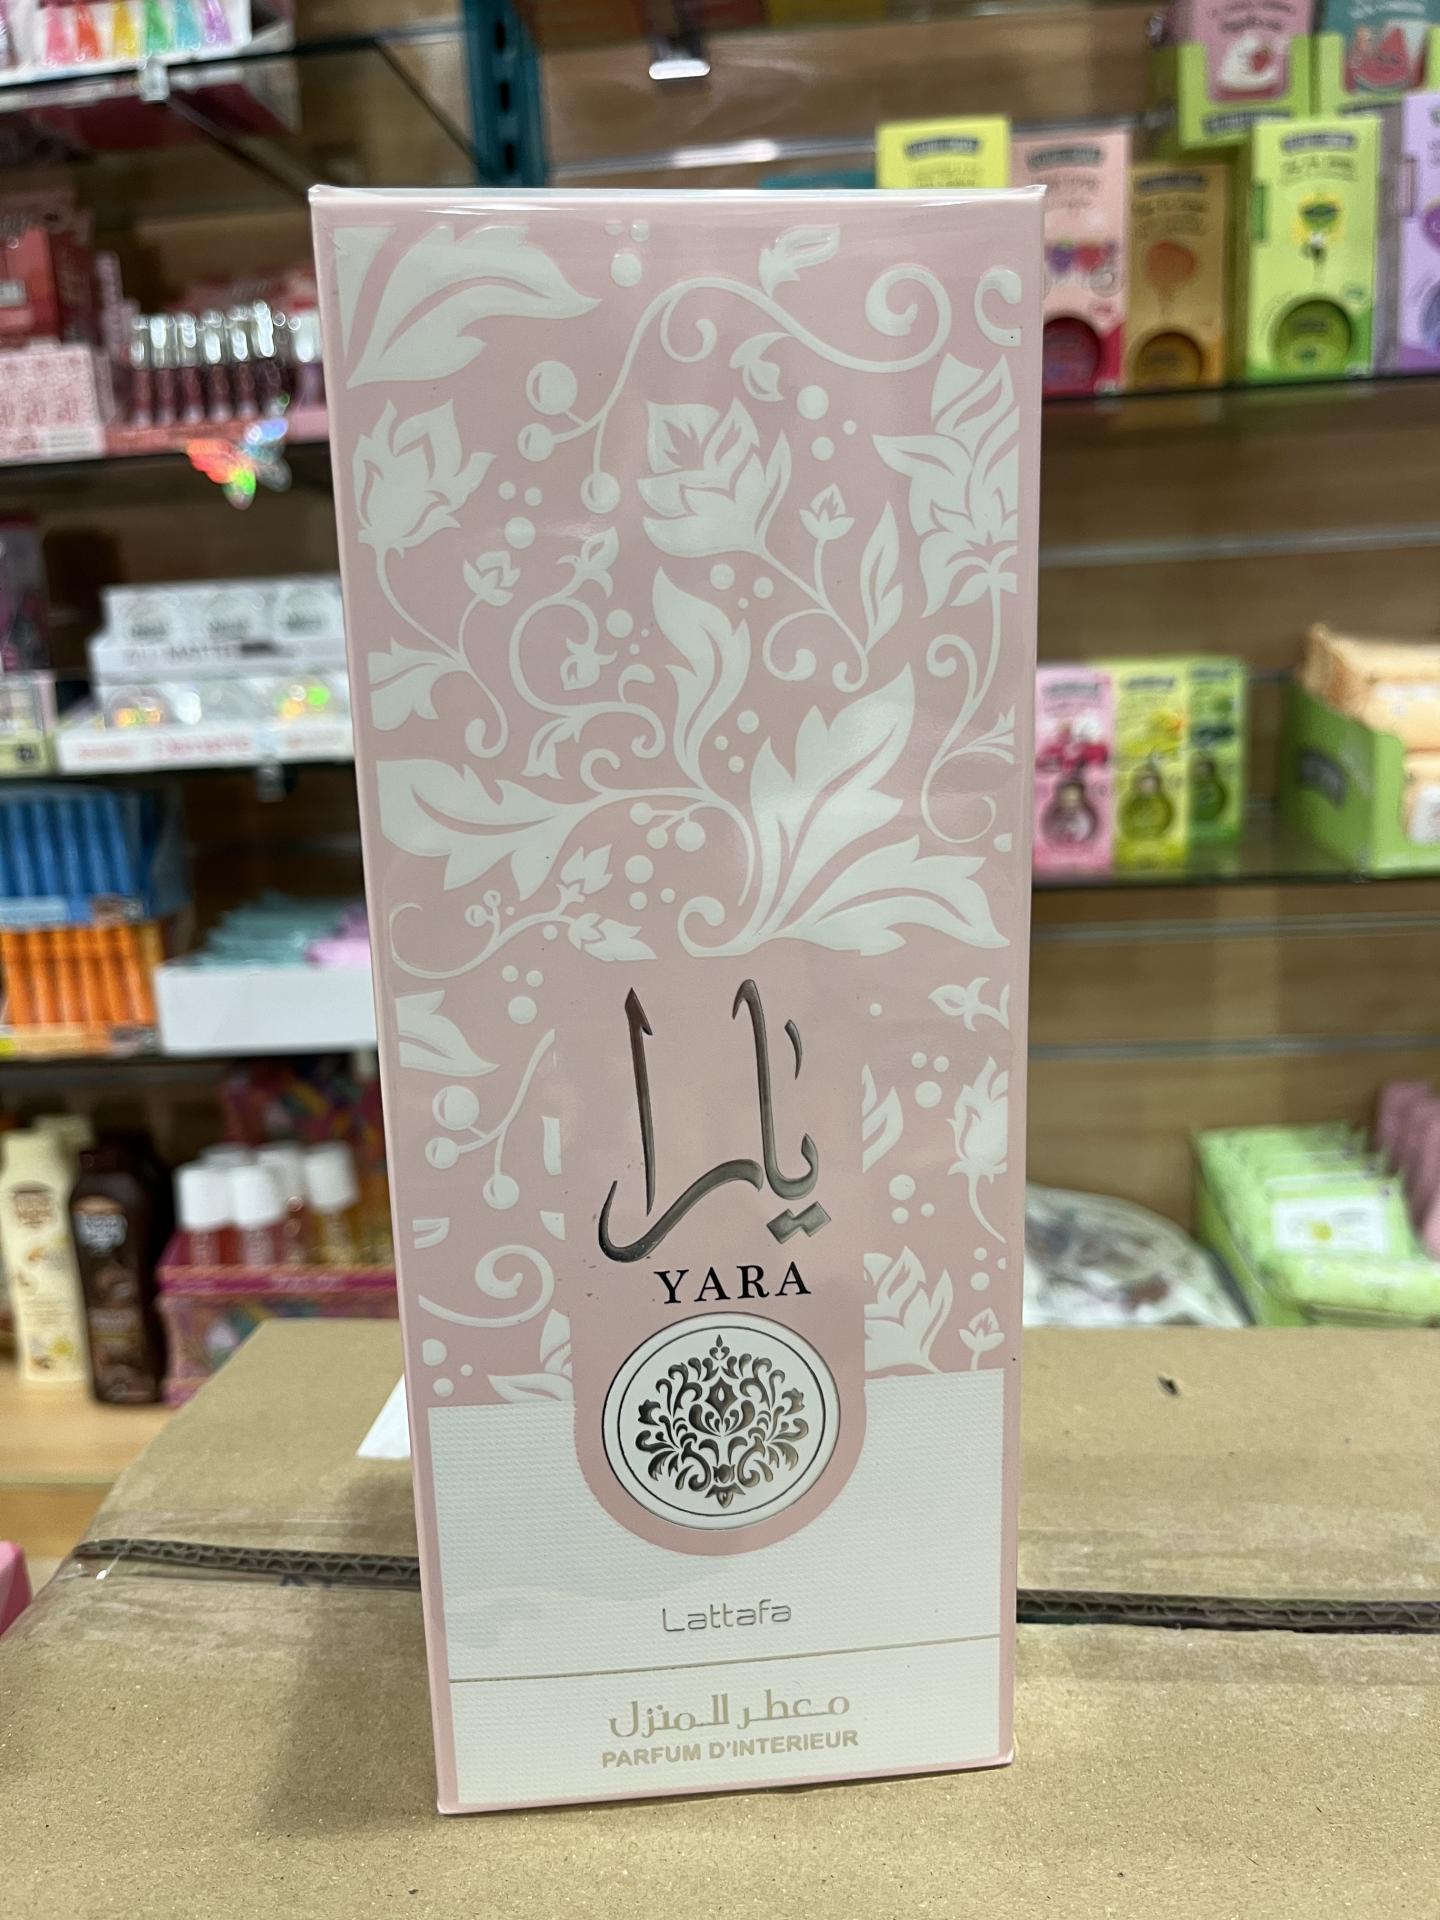 يارا
YARA
Lattafa
معطر المنزل
PARFUM D'INTERIEUR